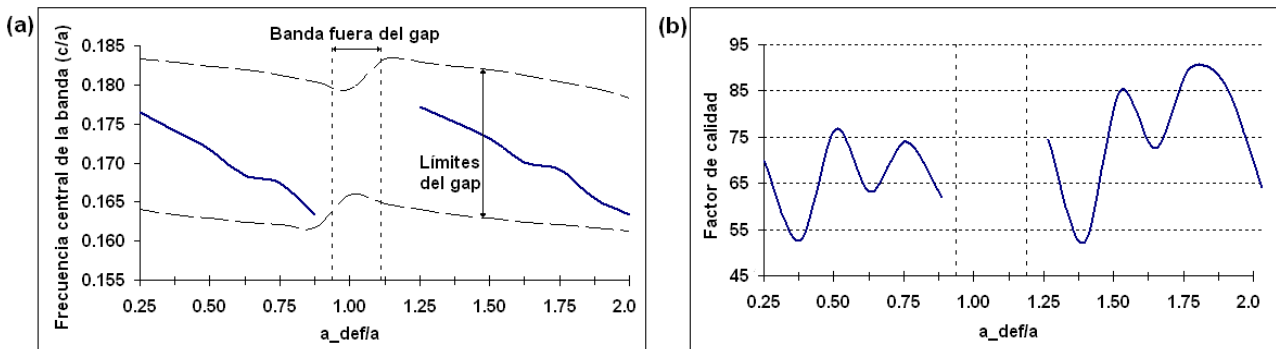 (a)
Banda fuera del gap
Frecuencia central de la banda (c/a)
0.185
0.180
0.175
0.170
0.165
0.160
0.155
Límites
del gap
0.25 0.50 0.75 1.00 1.25 1.50 1.75 2.0
a_def/a
(b)
Factor de calidad
95
85
75
65
55
45
0.25 0.50 0.75 1.00 1.25 1.50 1.75 2.0
a_def/a